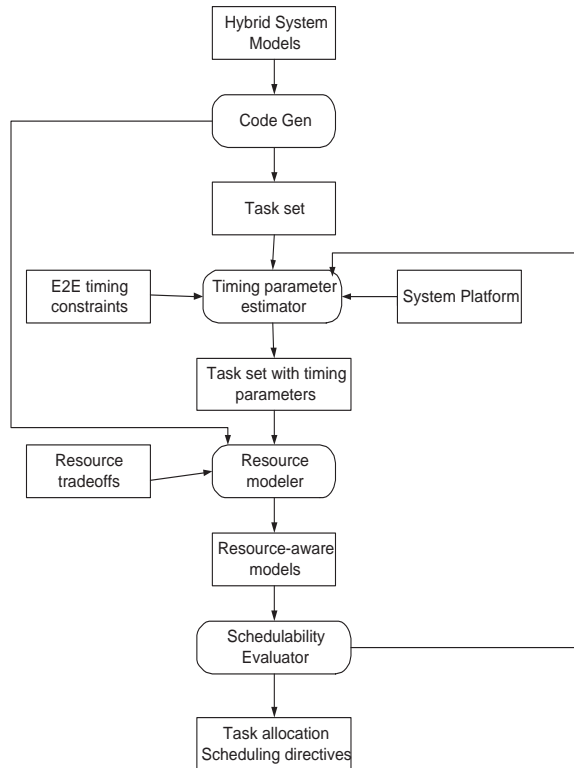 Hybrid System
Models
Code Gen
Task set
E2E timing
constraints
Timing parameter
estimator
System Platform
Task set with timing
parameters
Resource
tradeoffs
Resource
modeler
Resource-aware
models
Schedulability
Evaluator
Task allocation
Scheduling directives